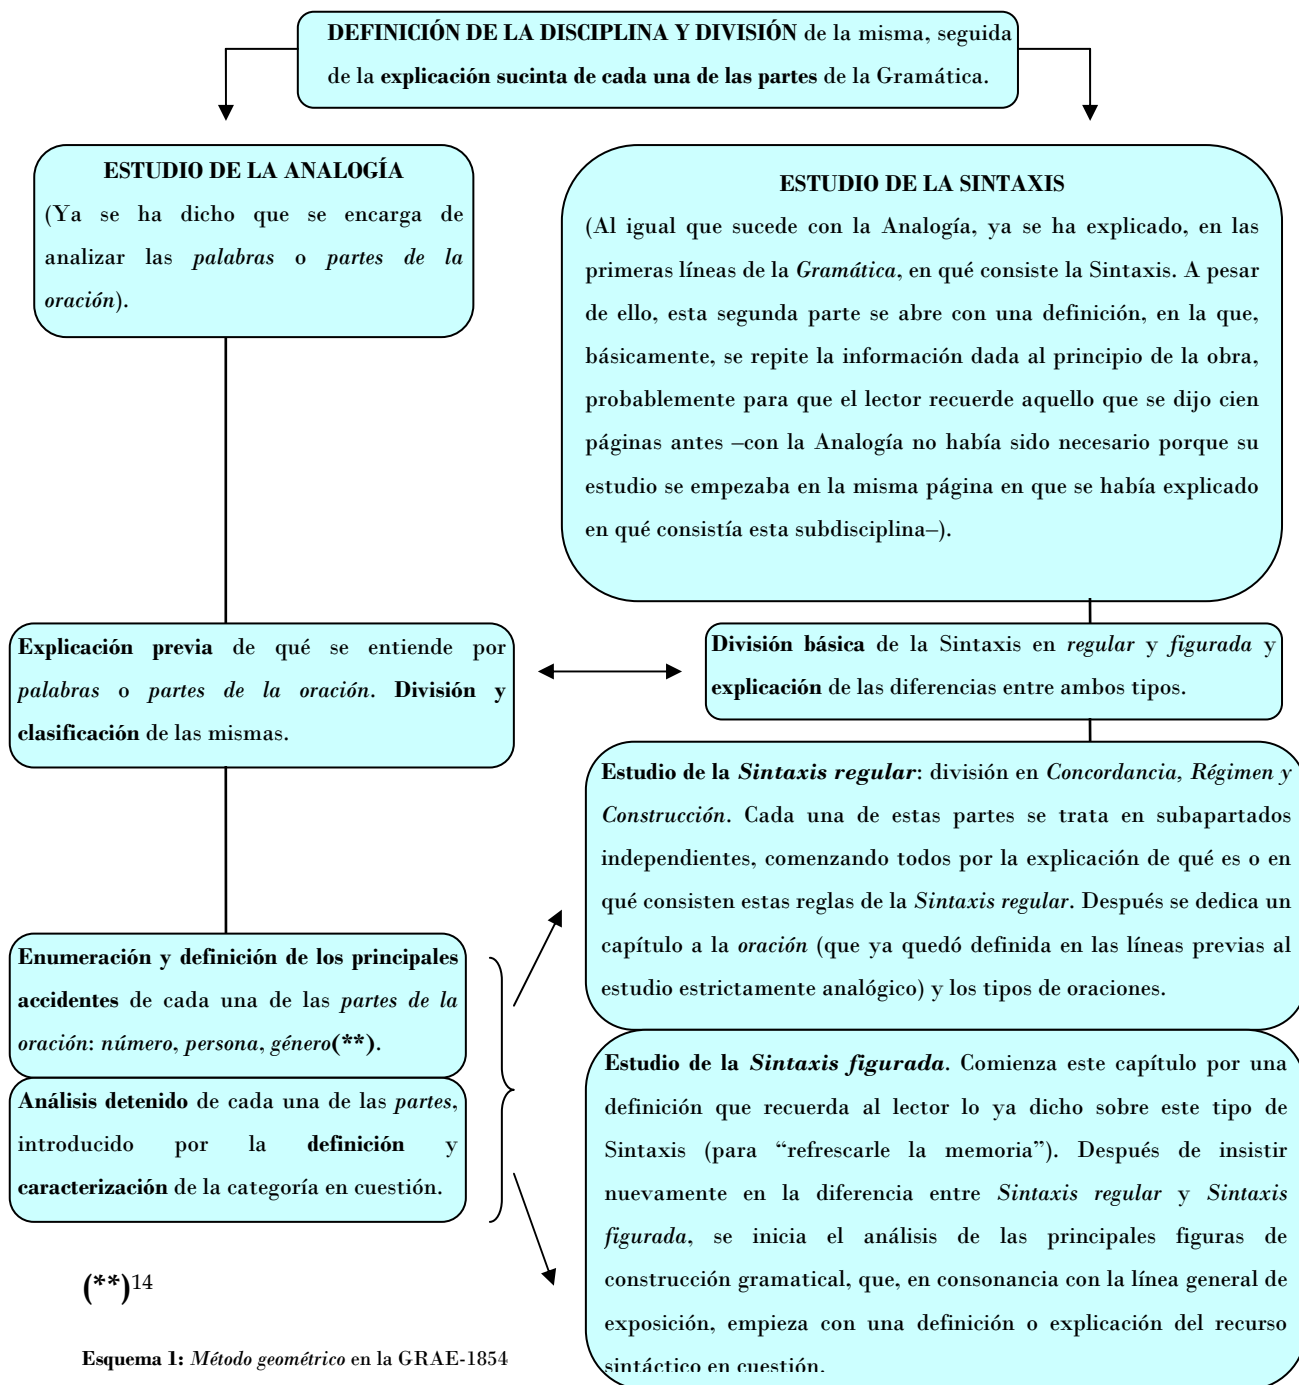 DEFINICIÓN DE LA DISCIPLINA Y DIVISIÓN de la misma, seguida
de la explicación sucinta de cada una de las partes de la Gramática.
ESTUDIO DE LA ANALOGÍA
(Ya se ha dicho que se encarga de
analizar las palabras o partes de la
oración).
ESTUDIO DE LA SINTAXIS
(Al igual que sucede con la Analogía, ya se ha explicado, en las
primeras líneas de la Gramática, en qué consiste la Sintaxis. A pesar
de ello, esta segunda parte se abre con una definición, en la que,
básicamente, se repite la información dada al principio de la obra,
probablemente para que el lector recuerde aquello que se dijo cien
páginas antes –con la Analogía no había sido necesario porque su
estudio se empezaba en la misma página en que se había explicado
en qué consistía esta subdisciplina–).
Explicación previa de qué se entiende por
palabras o partes de la oración. División y
clasificación de las mismas.
División básica de la Sintaxis en regular y figurada y
explicación de las diferencias entre ambos tipos.
Estudio de la Sintaxis regular: división en Concordancia, Régimen y
Construcción. Cada una de estas partes se trata en subapartados
independientes, comenzando todos por la explicación de qué es o en
qué consisten estas reglas de la Sintaxis regular. Después se dedica un
capítulo a la oración (que ya quedó definida en las líneas previas al
estudio estrictamente analógico) y los tipos de oraciones.
Enumeración y definición de los principales
accidentes de cada una de las partes de la
oración: número, persona, género(**).
Análisis detenido de cada una de las partes,
introducido por la definición y
caracterización de la categoría en cuestión.
Estudio de la Sintaxis figurada. Comienza este capítulo por una
definición que recuerda al lector lo ya dicho sobre este tipo de
Sintaxis (para “refrescarle la memoria”). Después de insistir
nuevamente en la diferencia entre Sintaxis regular y Sintaxis
figurada, se inicia el análisis de las principales figuras de
construcción gramatical, que, en consonancia con la línea general de
exposición, empieza con una definición o explicación del recurso
sintáctico en cuestión.
(**)14
Esquema 1: Método geométrico en la GRAE-1854